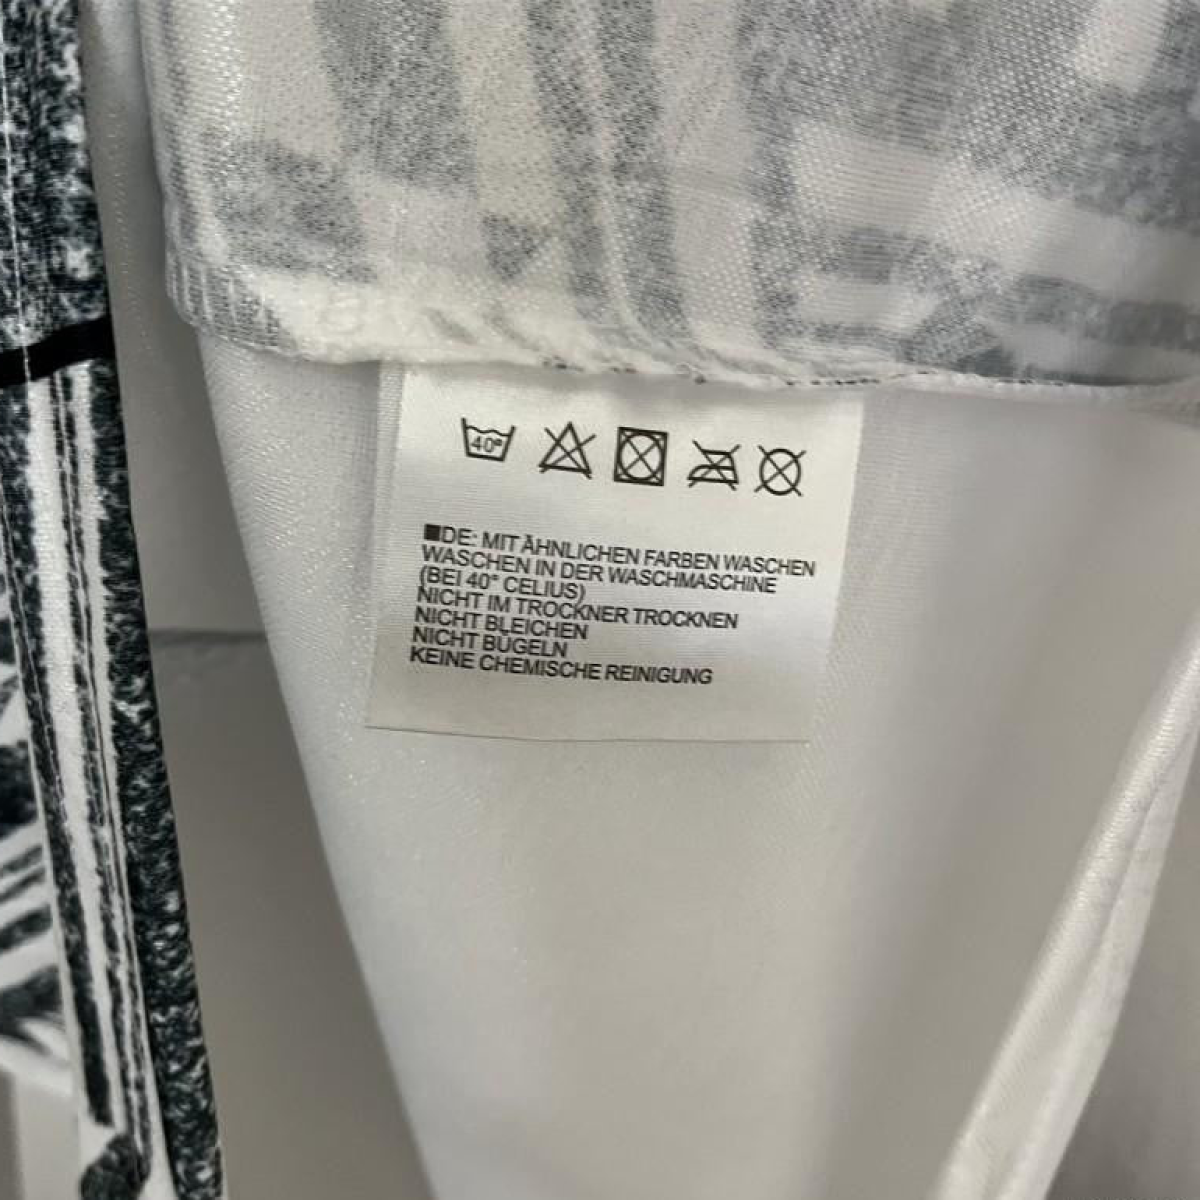 40°
■DE: MIT ÄHNLICHEN FARBEN WASCHEN
WASCHEN IN DER WASCHMASCHINE
(BEI 40° CELIUS)
NICHT IM TROCKNER TROCKNEN
NICHT BLEICHEN
NICHT BÜGELN
KEINE CHEMISCHE REINIGUNG